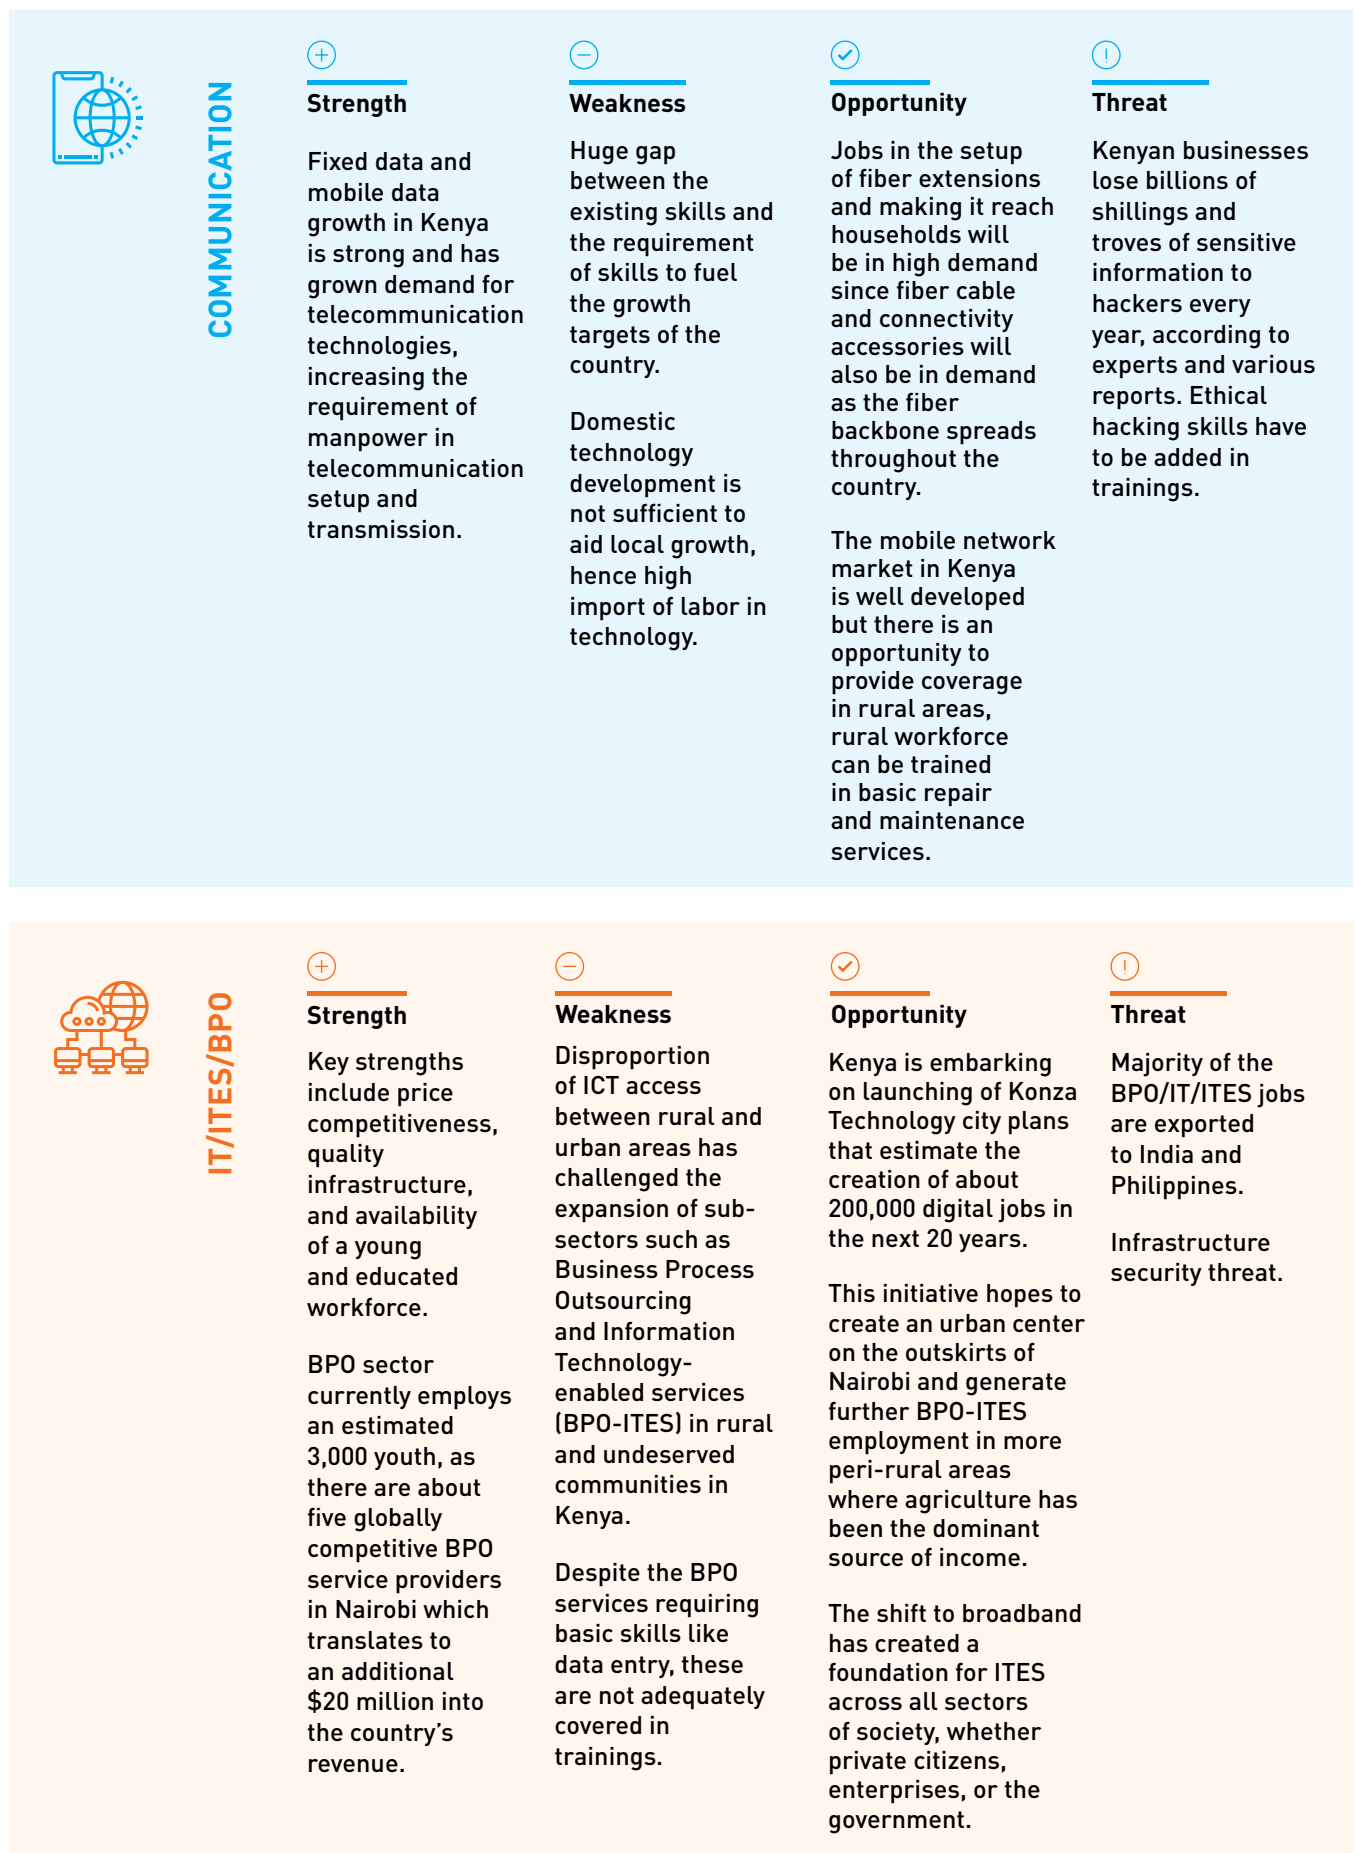 COMMUNICATION
Strength
Fixed data and
mobile data
growth in Kenya
is strong and has
grown demand for
telecommunication
technologies,
increasing the
requirement of
manpower in
telecommunication
setup and
transmission.
Weakness
Huge gap
between the
existing skills and
the requirement
of skills to fuel
the growth
targets of the
country.
Domestic
technology
development is
not sufficient to
aid local growth,
hence high
import of labor in
technology.
Opportunity
Jobs in the setup
of fiber extensions
and making it reach
households will
be in high demand
since fiber cable
and connectivity
accessories will
also be in demand
as the fiber
backbone spreads
throughout the
country.
The mobile network
market in Kenya
is well developed
but there is an
opportunity to
provide coverage
in rural areas,
rural workforce
can be trained
in basic repair
and maintenance
services.
Threat
Kenyan businesses
lose billions of
shillings and
troves of sensitive
information to
hackers every
year, according to
experts and various
reports. Ethical
hacking skills have
to be added in
trainings.
IT/ITES/BPO
Strength
Key strengths
include price
competitiveness,
quality
infrastructure,
and availability
of a young
and educated
workforce.
BPO sector
currently employs
an estimated
3,000 youth, as
there are about
five globally
competitive BPO
service providers
in Nairobi which
translates to
an additional
$20 million into
the country’s
revenue.
Weakness
Disproportion
of ICT access
between rural and
urban areas has
challenged the
expansion of sub-
sectors such as
Business Process
Outsourcing
and Information
Technology-
enabled services
(BPO-ITES) in rural
and undeserved
communities in
Kenya.
Despite the BPO
services requiring
basic skills like
data entry, these
are not adequately
covered in
trainings.
Opportunity
Kenya is embarking
on launching of Konza
Technology city plans
that estimate the
creation of about
200,000 digital jobs in
the next 20 years.
This initiative hopes to
create an urban center
on the outskirts of
Nairobi and generate
further BPO-ITES
employment in more
peri-rural areas
where agriculture has
been the dominant
source of income.
The shift to broadband
has created a
foundation for ITES
across all sectors
of society, whether
private citizens,
enterprises, or the
government.
Threat
Majority of the
BPO/IT/ITES jobs
are exported
to India and
Philippines.
Infrastructure
security threat.